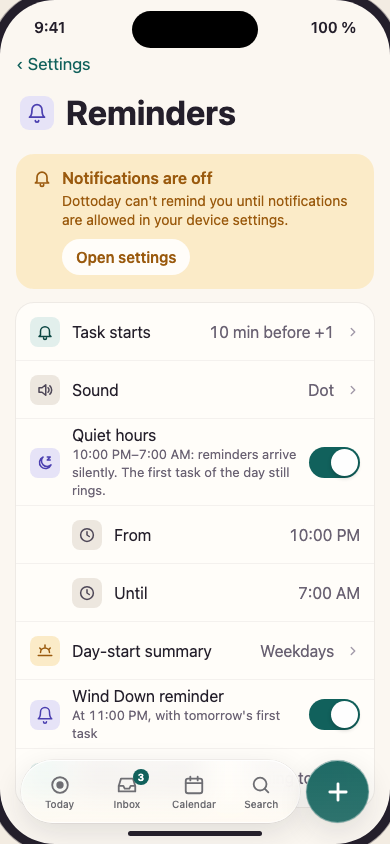 9:41
100 %
‹ Settings
Reminders
Notifications are off
Dottoday can't remind you until notifications
are allowed in your device settings.
Open settings
Task starts
10 min before +1
Sound
Dot
Quiet hours
10:00 PM–7:00 AM: reminders arrive
silently. The first task of the day still
rings.
From
10:00 PM
Until
7:00 AM
Day-start summary
Weekdays
Wind Down reminder
At 11:00 PM, with tomorrow's first
task
3
Today
Inbox
Calendar
Search